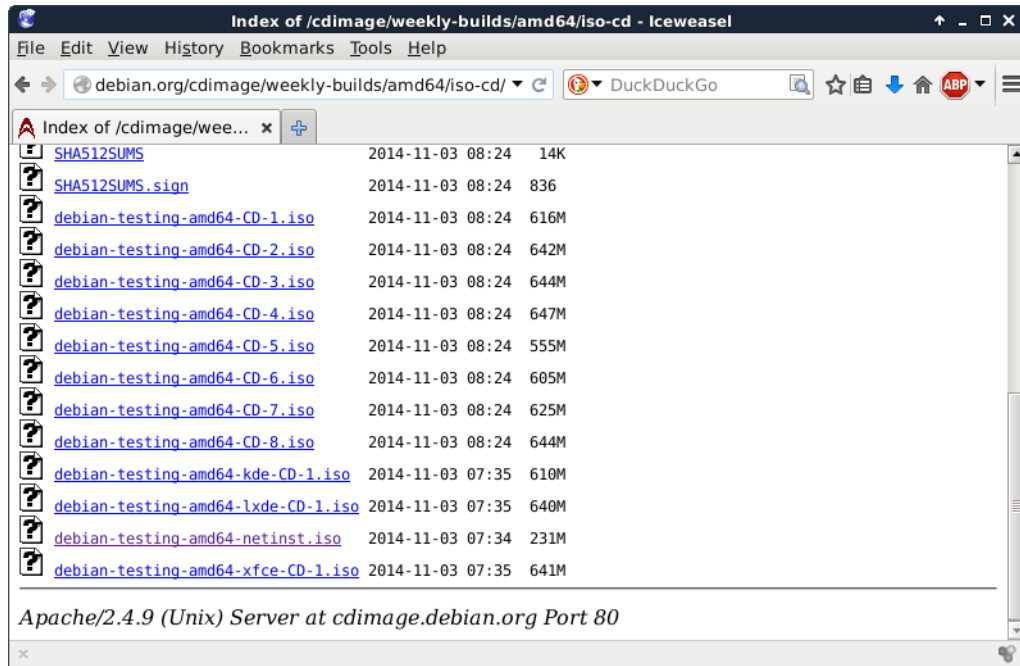 Index of /cdimage/weekly-builds/amd64/iso-cd - Iceweasel
File Edit View History Bookmarks Tools Help
debian.org/cdimage/weekly-builds/amd64/iso-cd/ DuckDuckGo ABP
Index of /cdimage/wee...
SHA512SUMS 2014-11-03 08:24 14K
SHA512SUMS.sign 2014-11-03 08:24 836
debian-testing-amd64-CD-1.iso 2014-11-03 08:24 616M
debian-testing-amd64-CD-2.iso 2014-11-03 08:24 642M
debian-testing-amd64-CD-3.iso 2014-11-03 08:24 644M
debian-testing-amd64-CD-4.iso 2014-11-03 08:24 647M
debian-testing-amd64-CD-5.iso 2014-11-03 08:24 555M
debian-testing-amd64-CD-6.iso 2014-11-03 08:24 605M
debian-testing-amd64-CD-7.iso 2014-11-03 08:24 625M
debian-testing-amd64-CD-8.iso 2014-11-03 08:24 644M
debian-testing-amd64-kde-CD-1.iso 2014-11-03 07:35 610M
debian-testing-amd64-lxde-CD-1.iso 2014-11-03 07:35 640M
debian-testing-amd64-netinst.iso 2014-11-03 07:34 231M
debian-testing-amd64-xfce-CD-1.iso 2014-11-03 07:35 641M
Apache/2.4.9 (Unix) Server at cdimage.debian.org Port 80